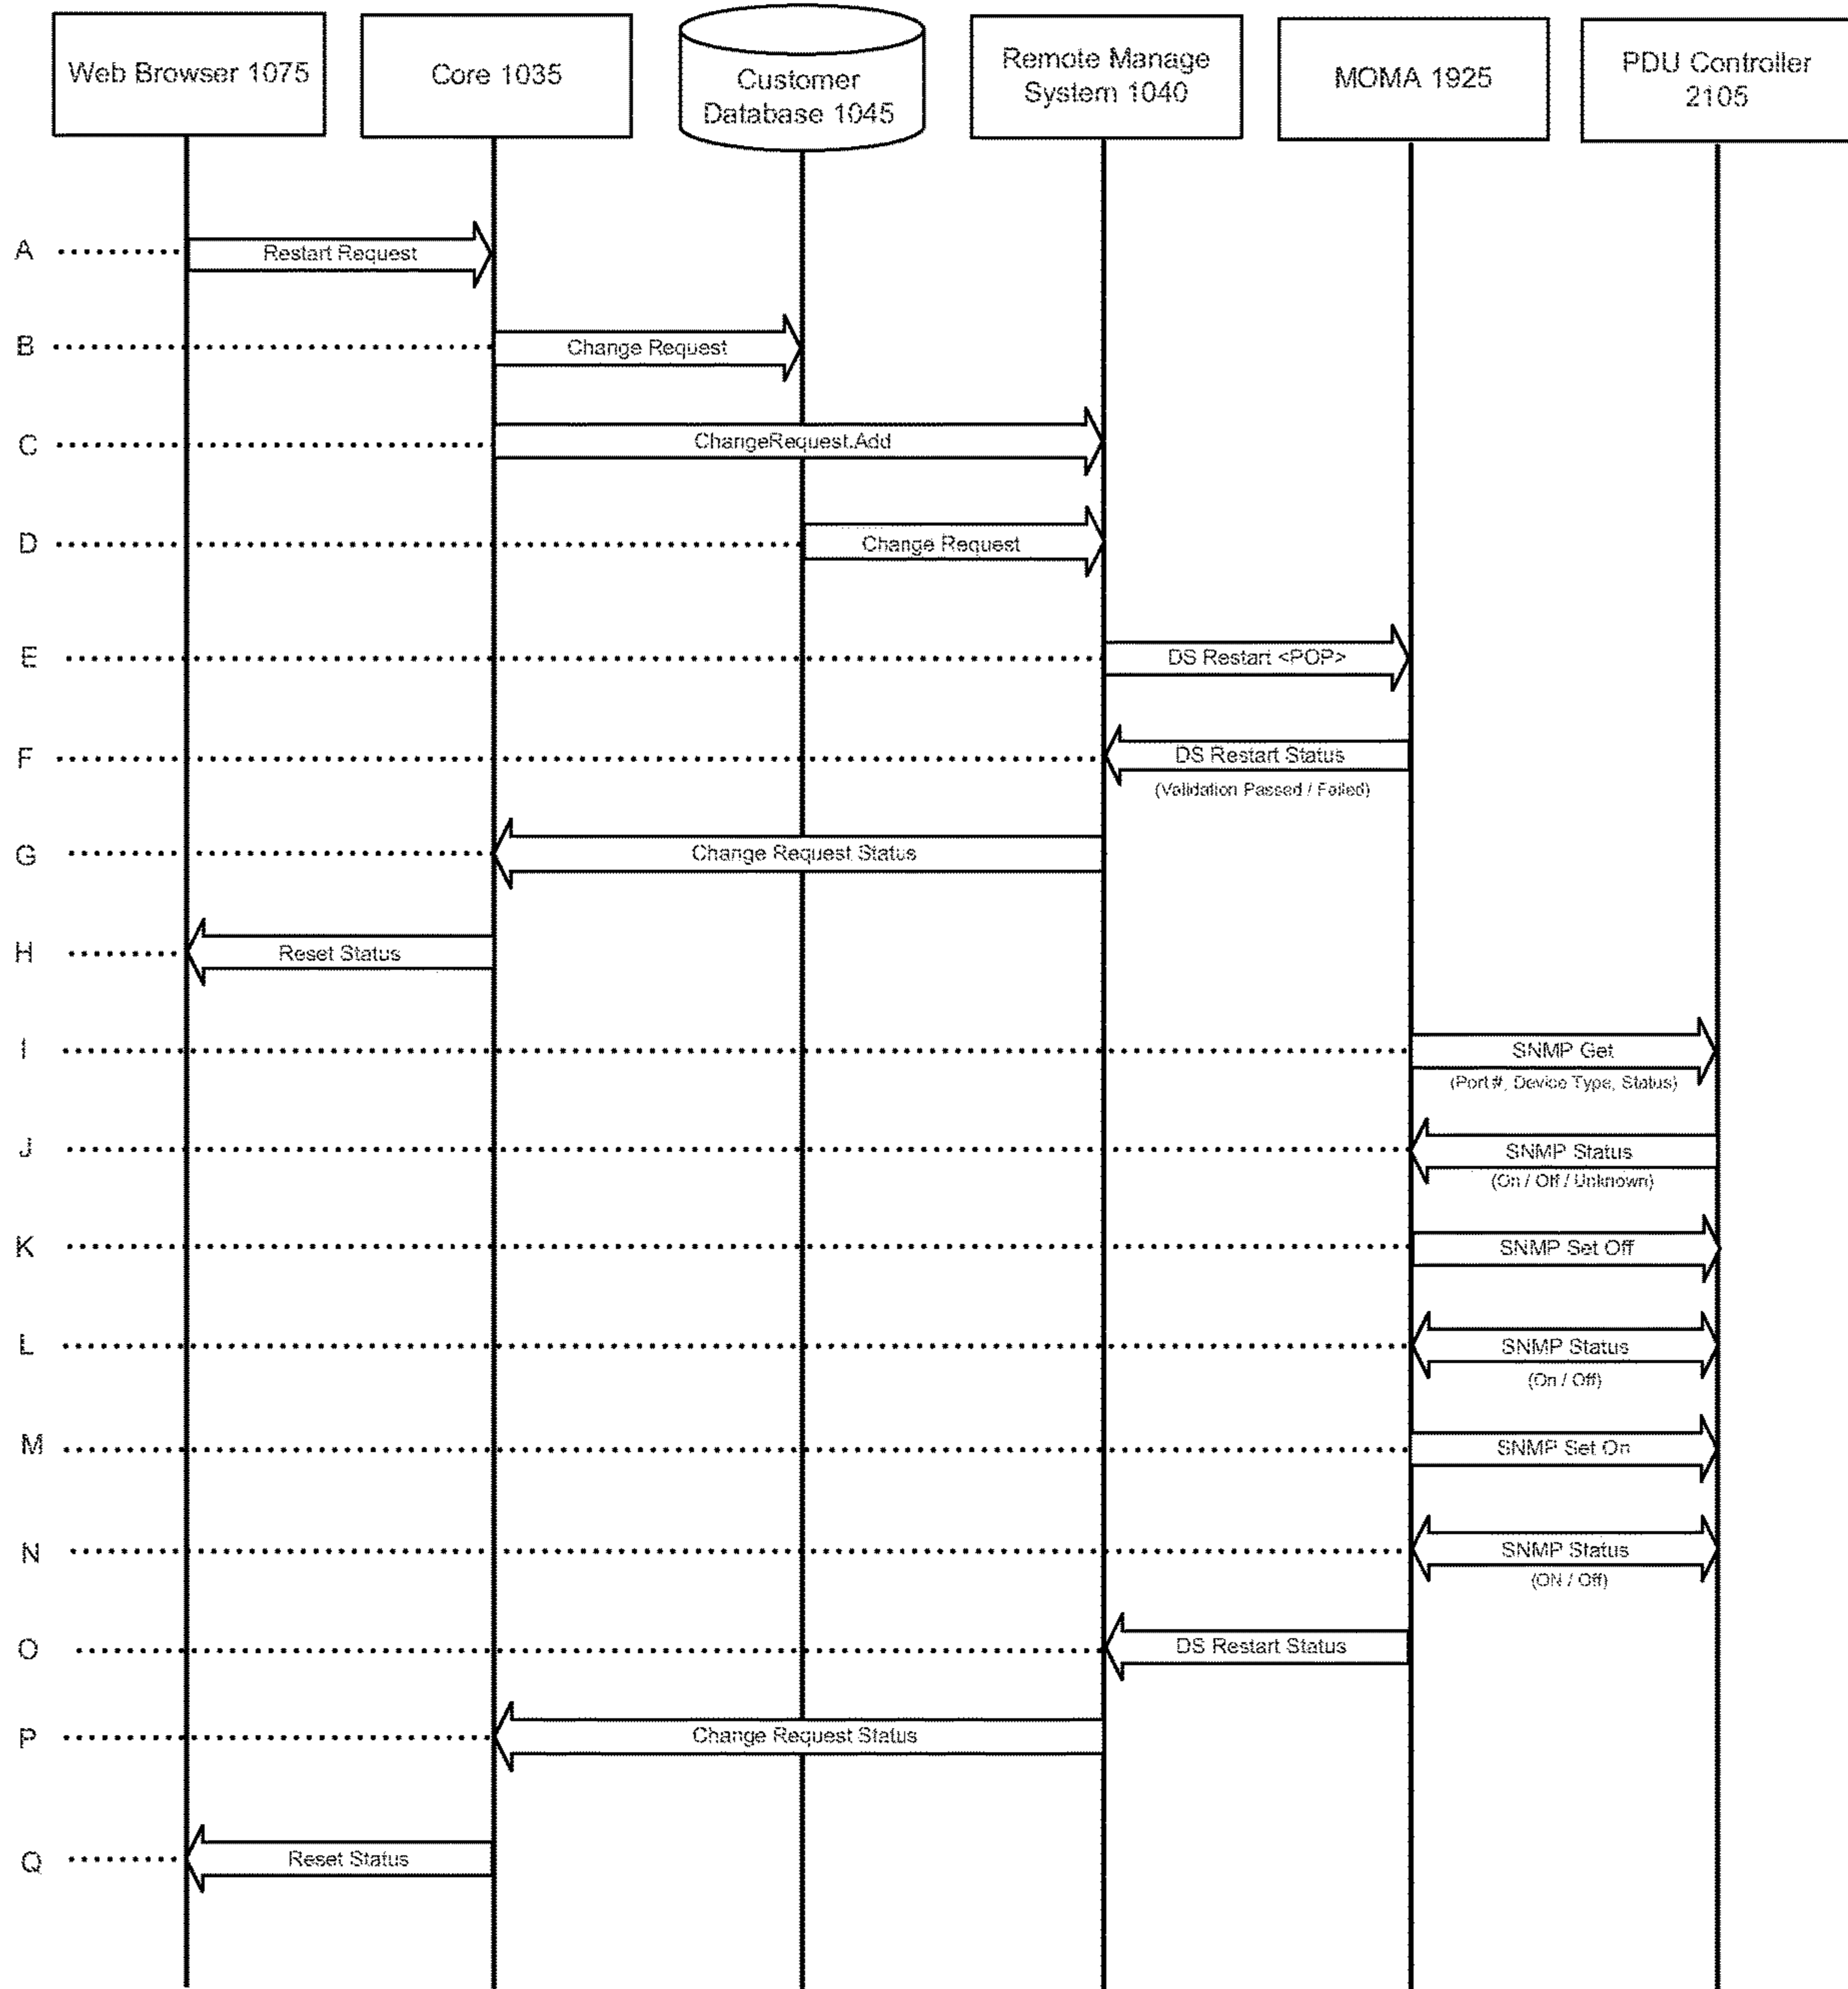 Web Browser 1075
Core 1035
Customer
Database 1045
Remote Manage
System 1040
MOMA 1925
PDU Controller
2105
A
Restart Request
B
Change Request
C
ChangeRequest.Add
D
Change Request
E
DS Restart <POP>
F
DS Restart Status
(Validation Passed / Failed)
G
Change Request Status
H
Reset Status
I
SNMP Get
(Port #, Device Type, Status)
J
SNMP Status
(On / Off / Unknown)
K
SNMP Set Off
L
SNMP Status
(On / Off)
M
SNMP Set On
N
SNMP Status
(ON / Off)
O
DS Restart Status
P
Change Request Status
Q
Reset Status